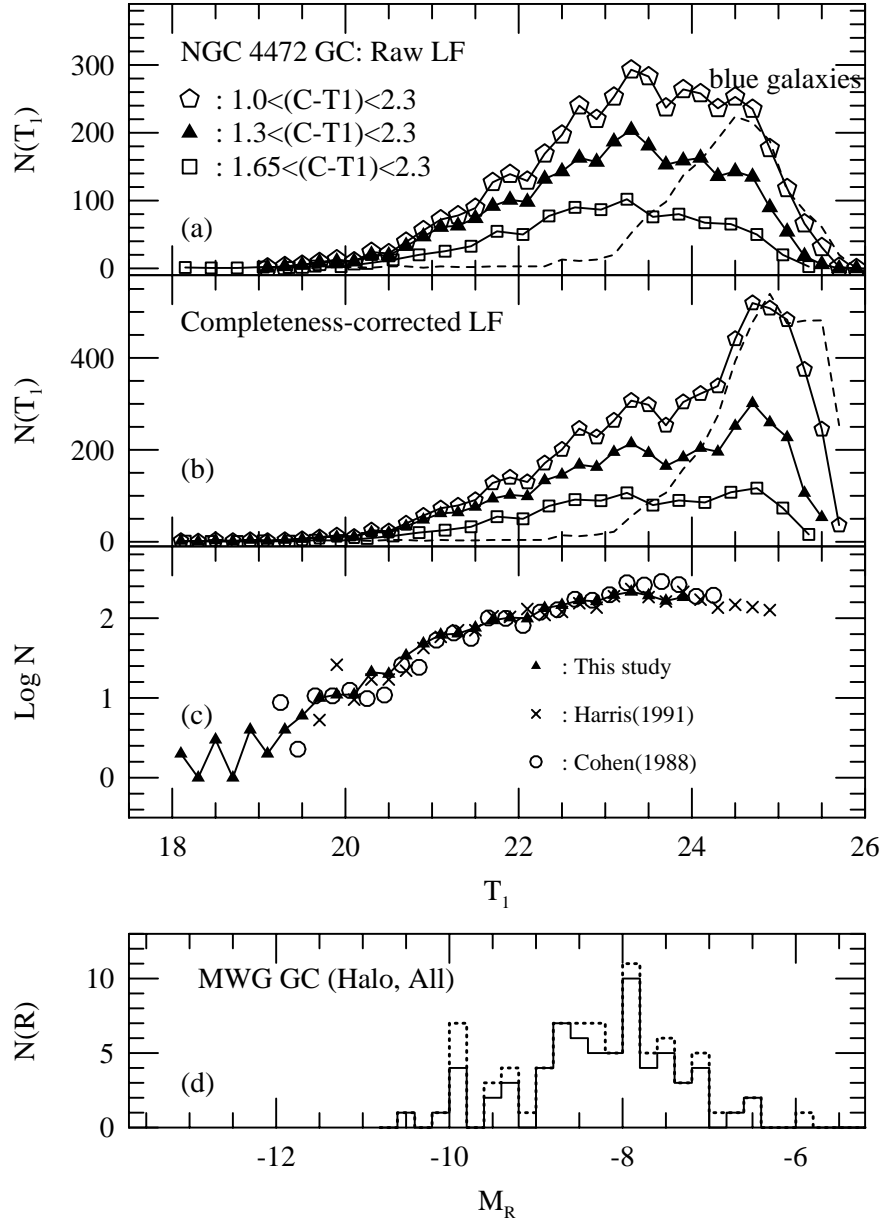 NGC 4472 GC: Raw LF
blue galaxies
: 1.0<(C-T1)<2.3
: 1.3<(C-T1)<2.3
: 1.65<(C-T1)<2.3
(a)
N(T₁)
300
200
100
0
Completeness-corrected LF
(b)
N(T₁)
400
200
0
: This study
: Harris(1991)
: Cohen(1988)
(c)
Log N
2
1
0
18 20 22 24 26
T₁
MWG GC (Halo, All)
(d)
N(R)
10
5
0
-12 -10 -8 -6
M_R